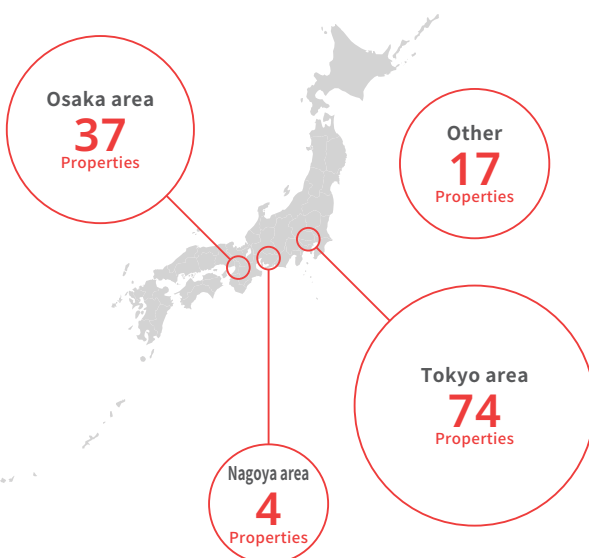 Osaka area
37
Properties
Other
17
Properties
Tokyo area
74
Properties
Nagoya area
4
Properties